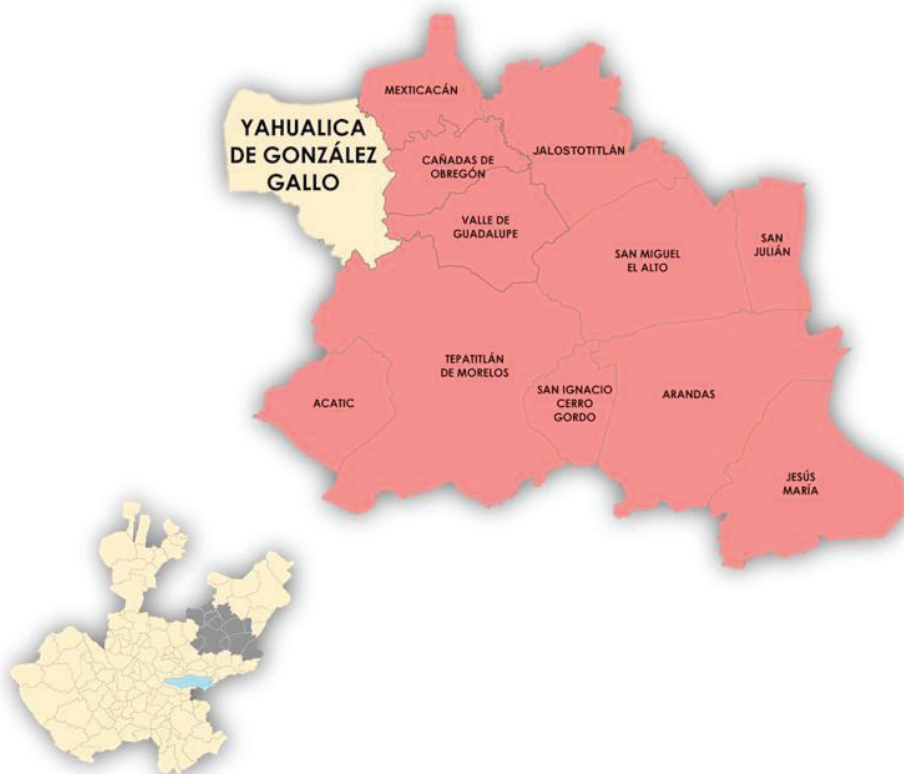 MEXTICACÁN
YAHUALICA
DE GONZÁLEZ
GALLO
JALOSTOTITLÁN
CAÑADAS DE
OBREGÓN
VALLE DE
GUADALUPE
SAN MIGUEL
EL ALTO
SAN
JULIÁN
TEPATITLÁN
DE MORELOS
ACATIC
SAN IGNACIO
CERRO
GORDO
ARANDAS
JESÚS
MARÍA